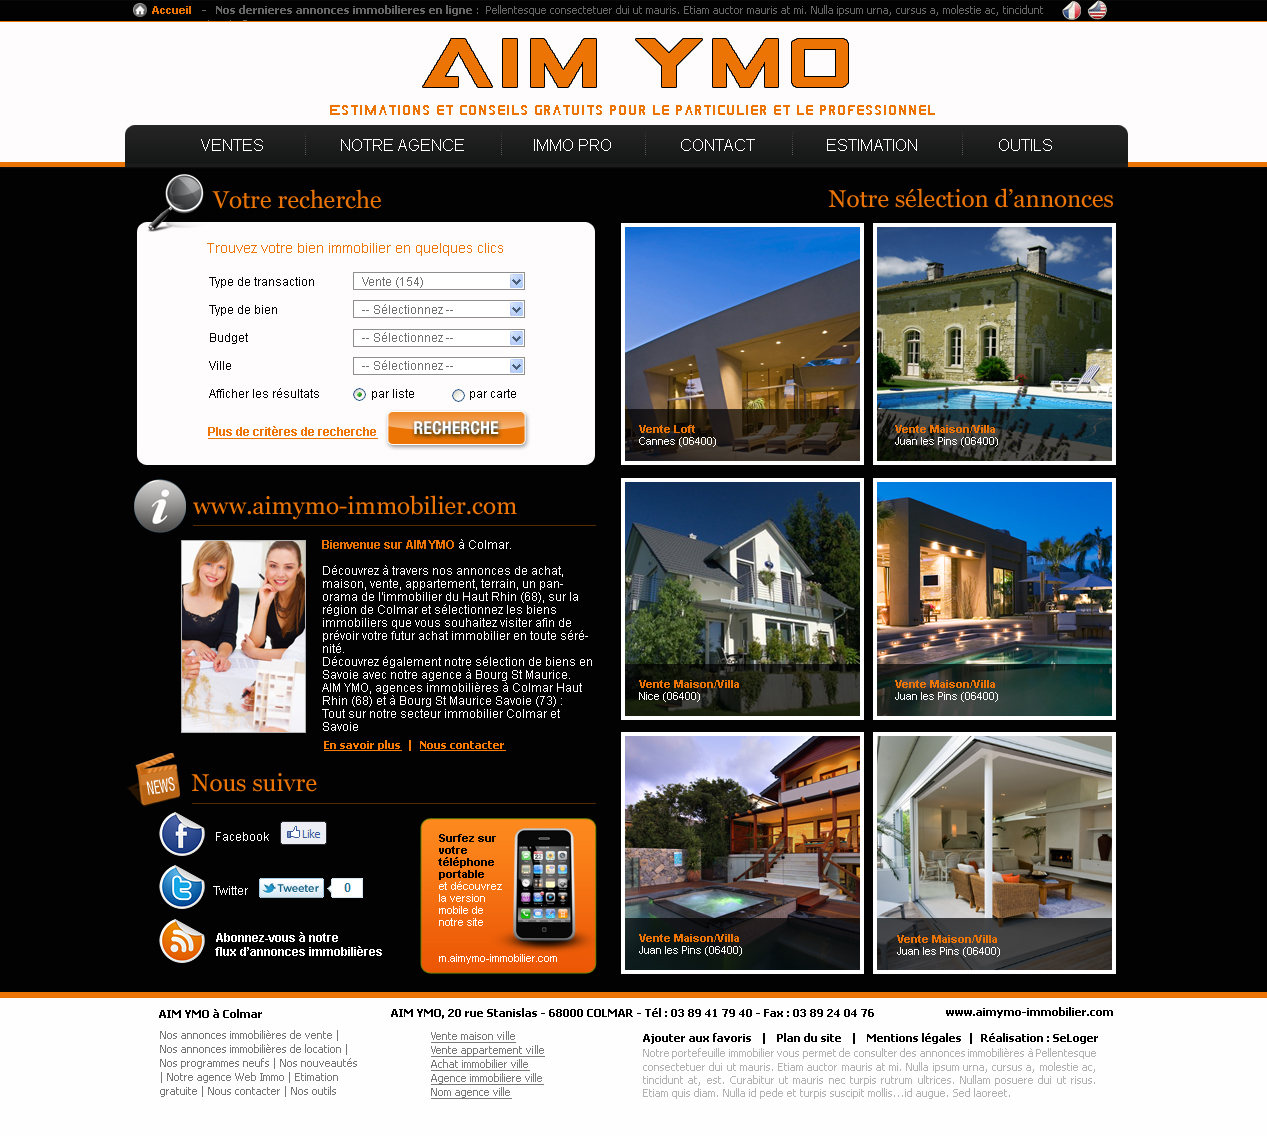 Accueil - Nos dernieres annonces immobilieres en ligne : Pellentesque consectetuer dui ut mauris. Etiam auctor mauris at mi. Nulla ipsum urna, cursus a, molestie ac, tincidunt
AIM YMO
ESTIMATIONS ET CONSEILS GRATUITS POUR LE PARTICULIER ET LE PROFESSIONNEL
VENTES NOTRE AGENCE IMMO PRO CONTACT ESTIMATION OUTILS
Votre recherche
Trouvez votre bien immobilier en quelques clics
Type de transaction Vente (154)
Type de bien -- Sélectionnez --
Budget -- Sélectionnez --
Ville -- Sélectionnez --
Afficher les résultats par liste par carte
Plus de critères de recherche RECHERCHE
Notre sélection d'annonces
Vente Loft
Cannes (06400)
Vente Maison/Villa
Juan les Pins (06400)
Vente Maison/Villa
Nice (06400)
Vente Maison/Villa
Juan les Pins (06400)
Vente Maison/Villa
Juan les Pins (06400)
Vente Maison/Villa
Juan les Pins (06400)
i www.aimymo-immobilier.com
Bienvenue sur AIM YMO à Colmar.
Découvrez à travers nos annonces de achat,
maison, vente, appartement, terrain, un pan-
orama de l'immobilier du Haut Rhin (68), sur la
région de Colmar et sélectionnez les biens
immobiliers que vous souhaitez visiter afin de
prévoir votre futur achat immobilier en toute séré-
nité.
Découvrez également notre sélection de biens en
Savoie avec notre agence à Bourg St Maurice.
AIM YMO, agences immobilières à Colmar Haut
Rhin (68) et à Bourg St Maurice Savoie (73) :
Tout sur notre secteur immobilier Colmar et
Savoie
En savoir plus | Nous contacter
NEWS Nous suivre
f Facebook Like
t Twitter Tweeter 0
Abonnez-vous à notre
flux d'annonces immobilières
Surfez sur
votre
téléphone
portable
et découvrez
la version
mobile de
notre site
m.aimymo-immobilier.com
AIM YMO à Colmar
Nos annonces immobilières de vente |
Nos annonces immobilières de location |
Nos programmes neufs | Nos nouveautés
| Notre agence Web Immo | Etimation
gratuite | Nous contacter | Nos outils
AIM YMO, 20 rue Stanislas - 68000 COLMAR - Tél : 03 89 41 79 40 - Fax : 03 89 24 04 76
www.aimymo-immobilier.com
Vente maison ville
Vente appartement ville
Achat immobilier ville
Agence immobiliere ville
Nom agence ville
Ajouter aux favoris | Plan du site | Mentions légales | Réalisation : SeLoger
Notre portefeuille immobilier vous permet de consulter des annonces immobilières à Pellentesque
consectetuer dui ut mauris. Etiam auctor mauris at mi. Nulla ipsum urna, cursus a, molestie ac,
tincidunt at, est. Curabitur ut mauris nec turpis rutrum ultrices. Nullam posuere dui ut risus.
Etiam quis diam. Nulla id pede et turpis suscipit mollis...id augue. Sed laoreet.